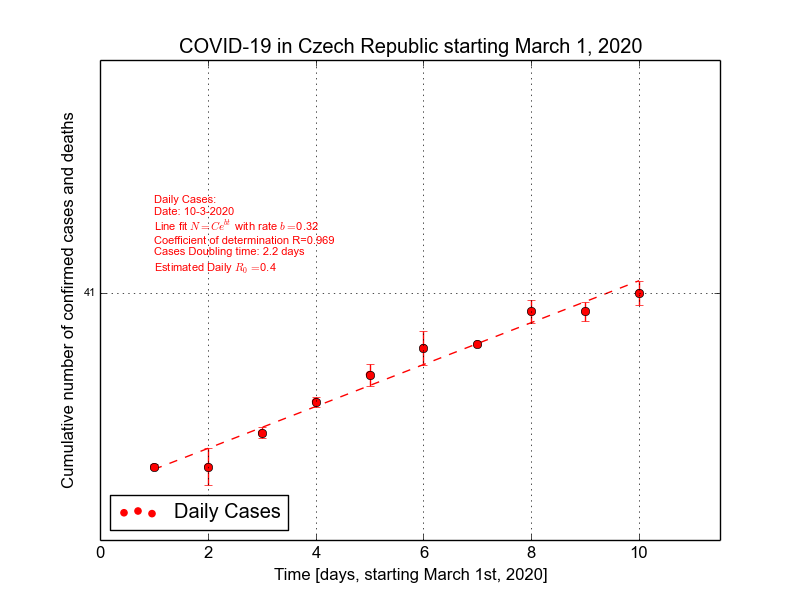 COVID-19 in Czech Republic starting March 1, 2020
Cumulative number of confirmed cases and deaths
Daily Cases:
Date: 10-3-2020
Line fit N = Ce^{bt} with rate b =0.32
Coefficient of determination R=0.969
Cases Doubling time: 2.2 days
Estimated Daily R_0 =0.4
41
Daily Cases
0 2 4 6 8 10
Time [days, starting March 1st, 2020]